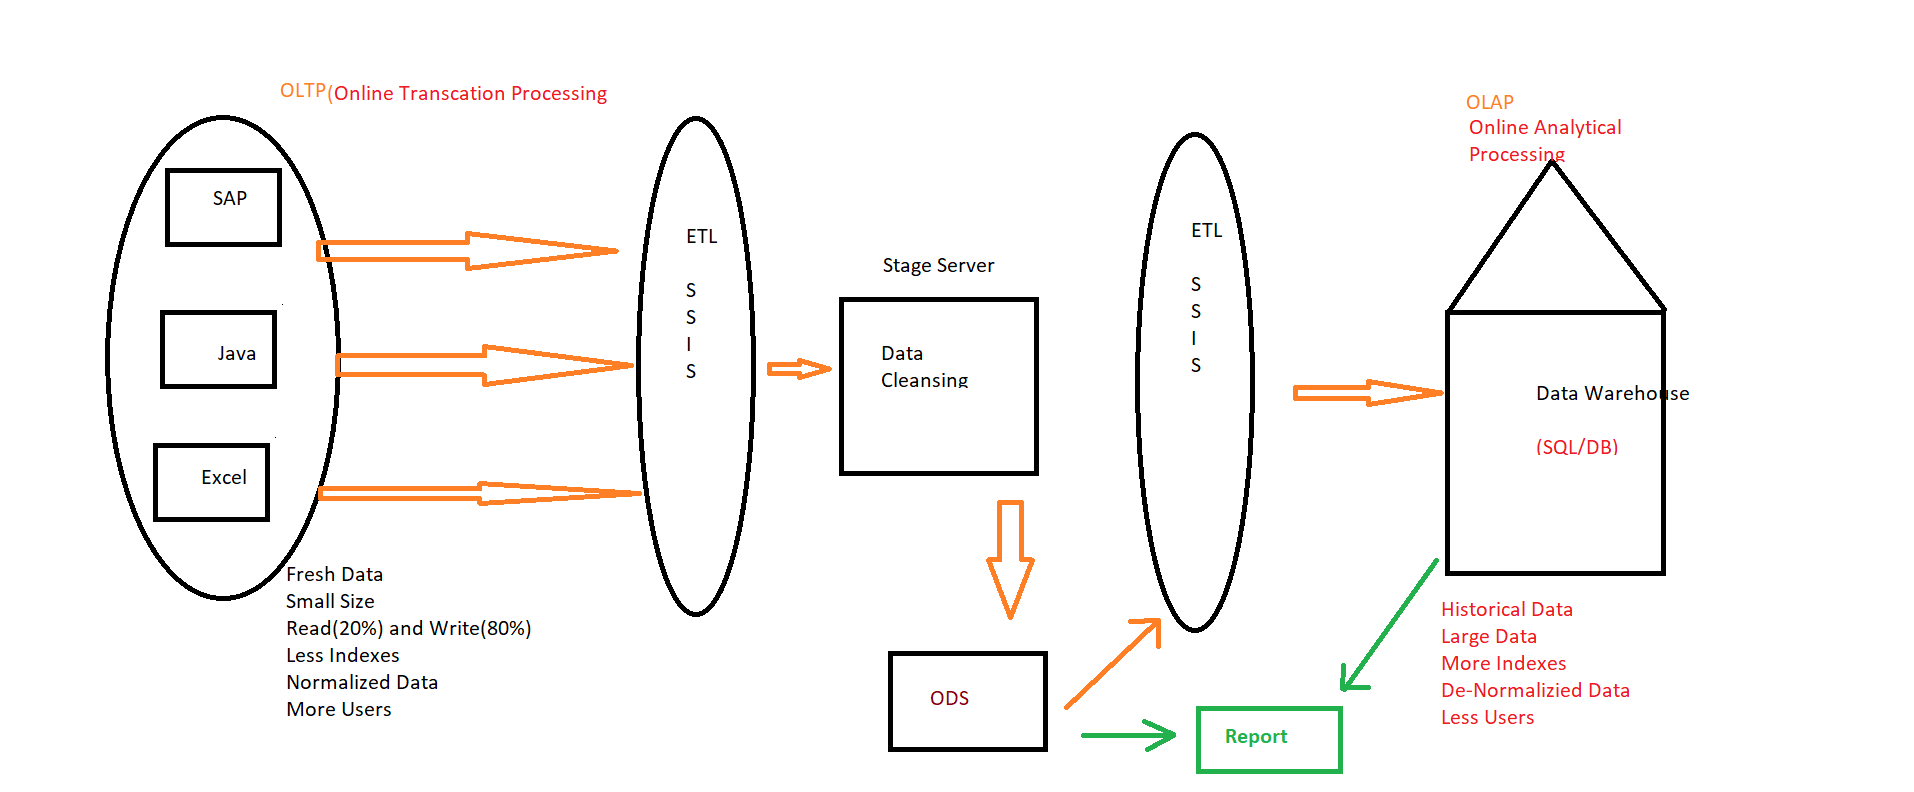 OLTP(Online Transcation Processing
SAP
Java
Excel
Fresh Data
Small Size
Read(20%) and Write(80%)
Less Indexes
Normalized Data
More Users
ETL
S
S
I
S
Stage Server
Data
Cleansing
ODS
ETL
S
S
I
S
Report
OLAP
Online Analytical
Processing
Data Warehouse
(SQL/DB)
Historical Data
Large Data
More Indexes
De-Normalizied Data
Less Users